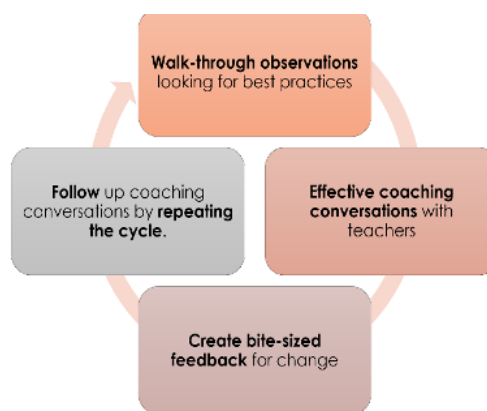 Walk-through observations
looking for best practices
Effective coaching
conversations with
teachers
Create bite-sized
feedback for change
Follow up coaching
conversations by repeating
the cycle.